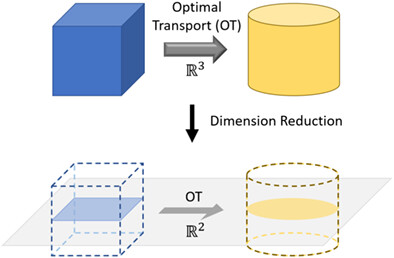 Optimal
Transport (OT)
ℝ³
Dimension Reduction
OT
ℝ²